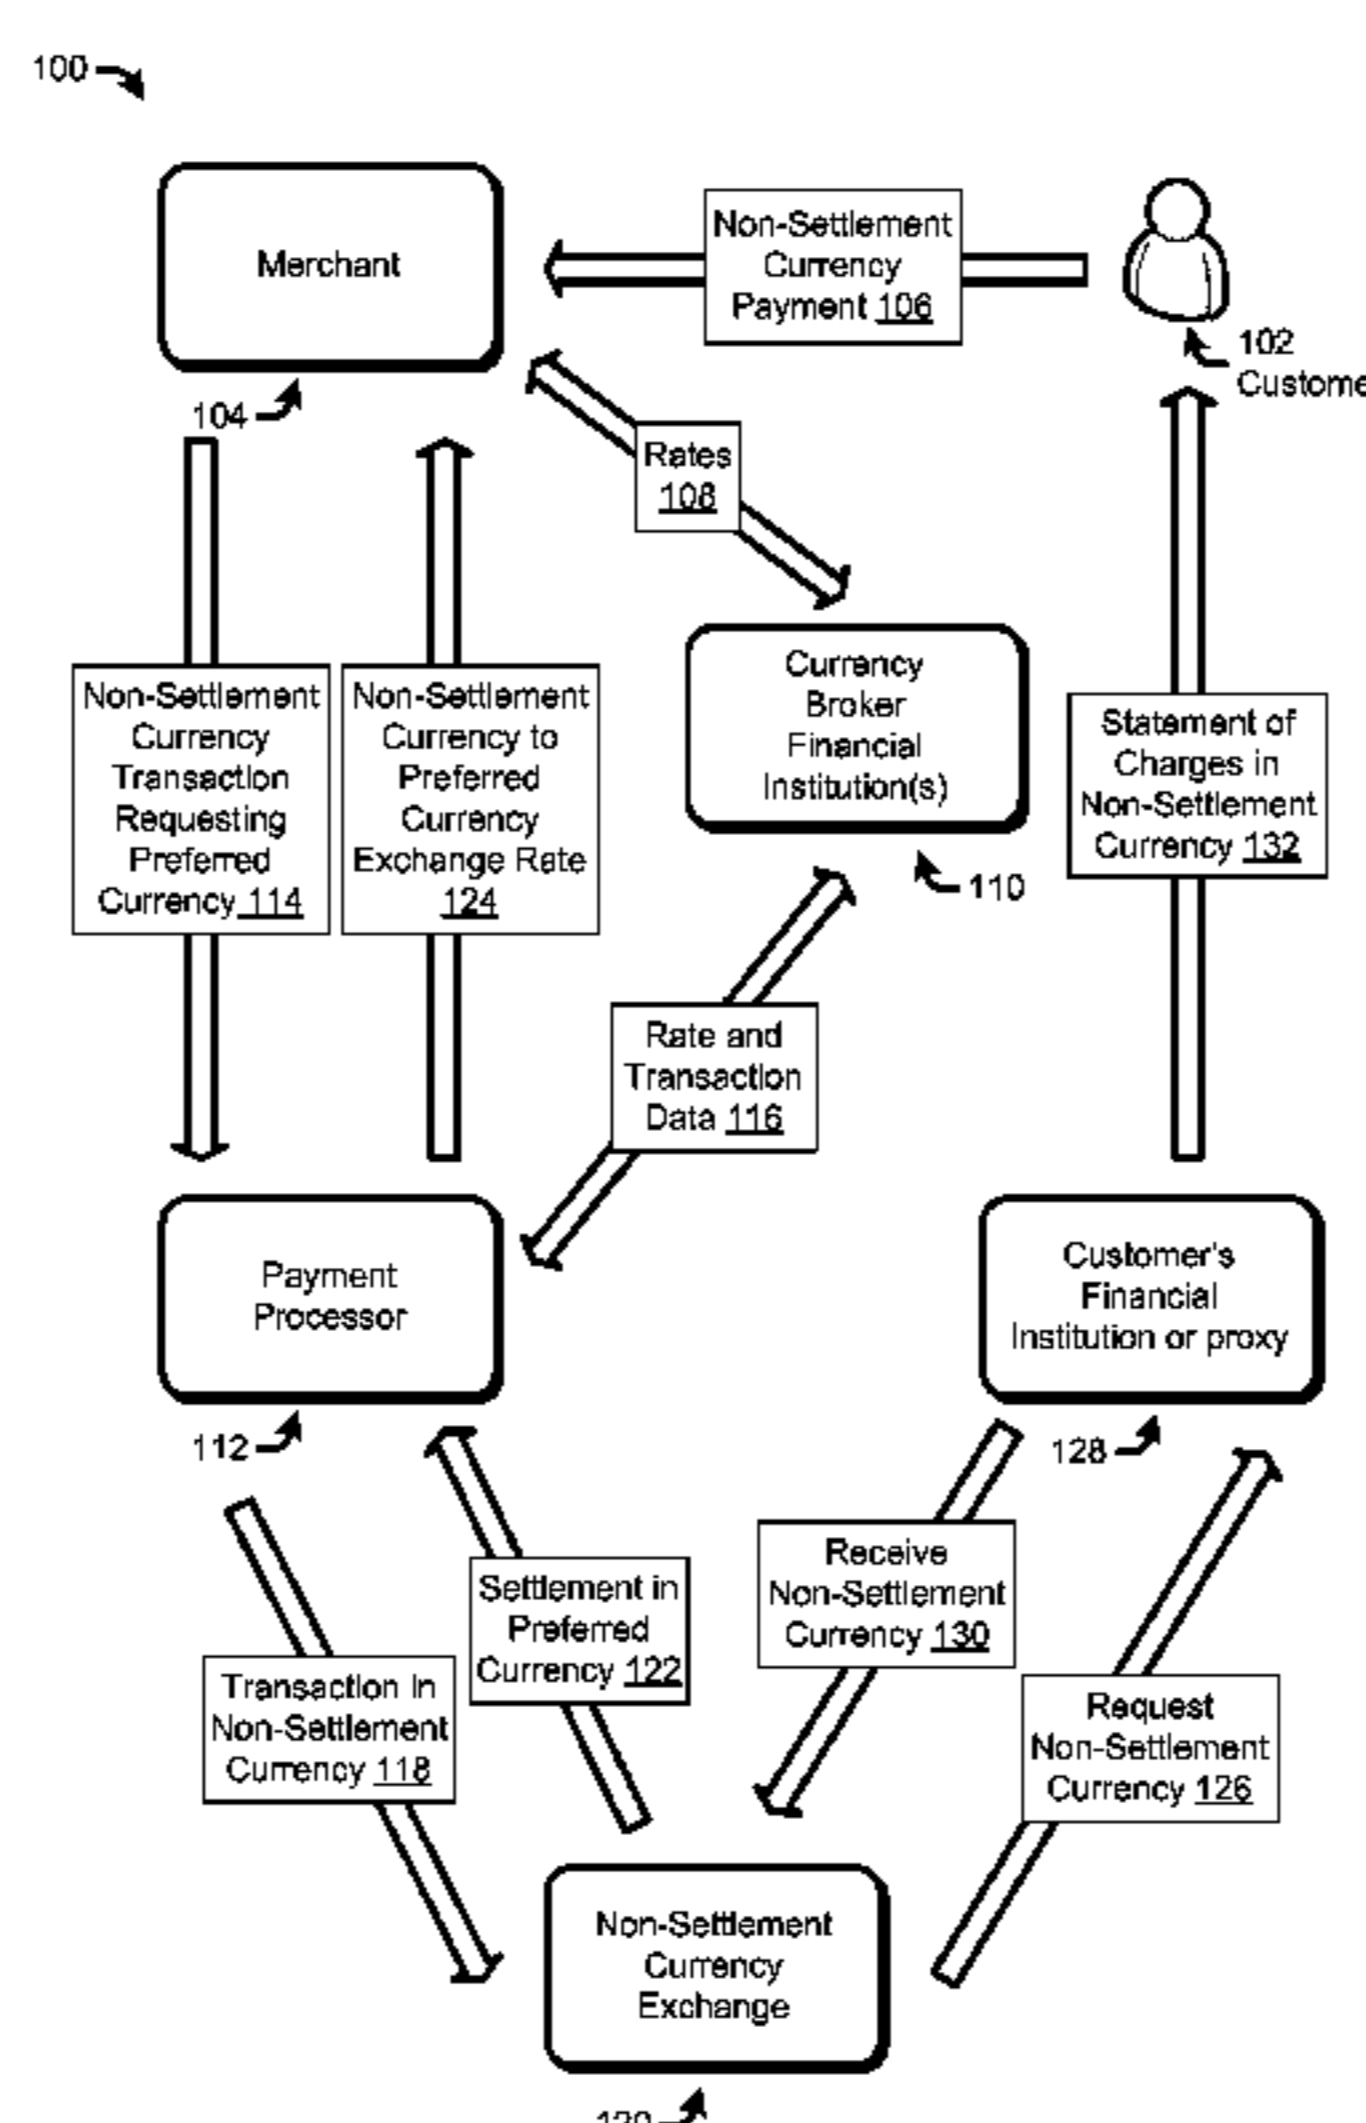 100
Merchant
104
Non-Settlement
Currency
Payment 106
102
Custome
Rates
108
Non-Settlement
Currency
Transaction
Requesting
Preferred
Currency 114
Non-Settlement
Currency to
Preferred
Currency
Exchange Rate
124
Currency
Broker
Financial
Institution(s)
110
Statement of
Charges in
Non-Settlement
Currency 132
Rate and
Transaction
Data 116
Payment
Processor
112
Customer's
Financial
Institution or proxy
128
Settlement in
Preferred
Currency 122
Receive
Non-Settlement
Currency 130
Transaction in
Non-Settlement
Currency 118
Request
Non-Settlement
Currency 126
Non-Settlement
Currency
Exchange